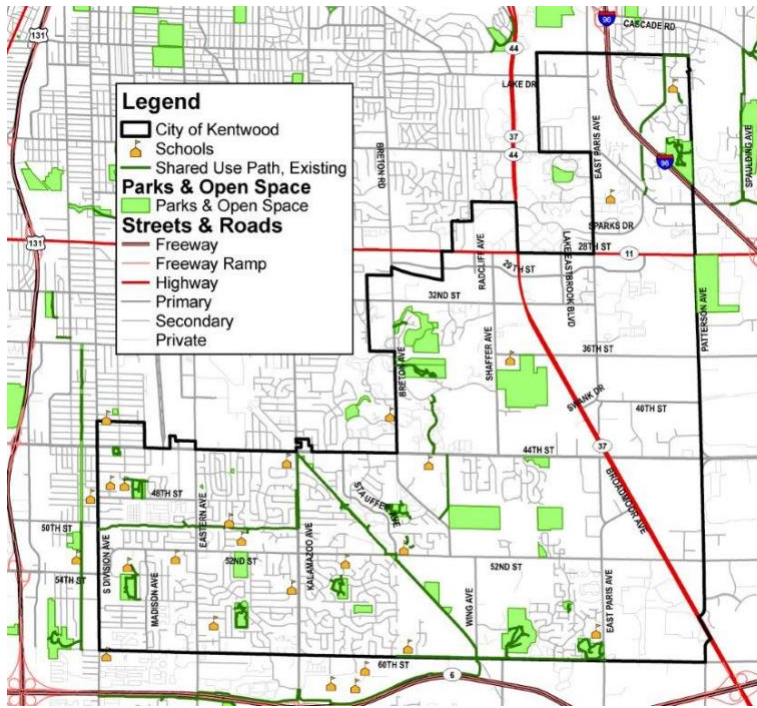 131
96
CASCADE RD
44
LAKE DR
Legend
City of Kentwood
Schools
Shared Use Path, Existing
Parks & Open Space
Parks & Open Space
Streets & Roads
Freeway
Freeway Ramp
Highway
Primary
Secondary
Private
BRETON RD
37
44
EAST PARIS AVE
96
SPAULDING AVE
131
RADCLIFF AVE
SPARKS DR
28TH ST
11
29TH ST
LAKE EASTBROOK BLVD
32ND ST
PATTERSON AVE
BRETON AVE
SHAFFER AVE
36TH ST
SWANK DR
40TH ST
44TH ST
37
BROADMOOR AVE
48TH ST
STAUFFER AVE
50TH ST
EASTERN AVE
KALAMAZOO AVE
52ND ST
52ND ST
54TH ST
S DIVISION AVE
MADISON AVE
WING AVE
EAST PARIS AVE
60TH ST
6